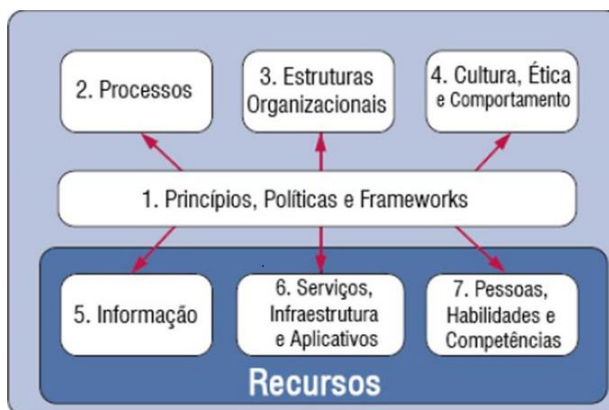 2. Processos
3. Estruturas
Organizacionais
4. Cultura, Ética
e Comportamento
1. Princípios, Políticas e Frameworks
5. Informação
6. Serviços,
Infraestrutura
e Aplicativos
7. Pessoas,
Habilidades e
Competências
Recursos